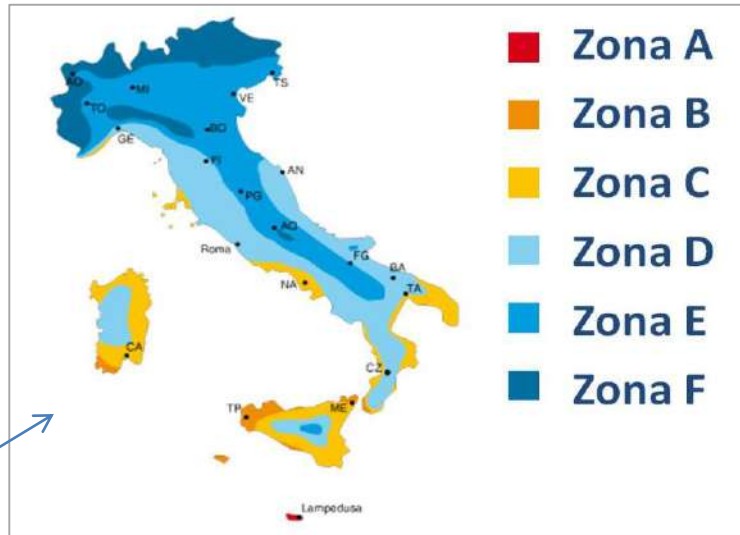 Zona A
Zona B
Zona C
Zona D
Zona E
Zona F
AO
MI
TO
VE
TS
BO
GE
FI
AN
PG
AQ
Roma
FG
BA
NA
TA
CA
CZ
TP
ME
Lampedusa